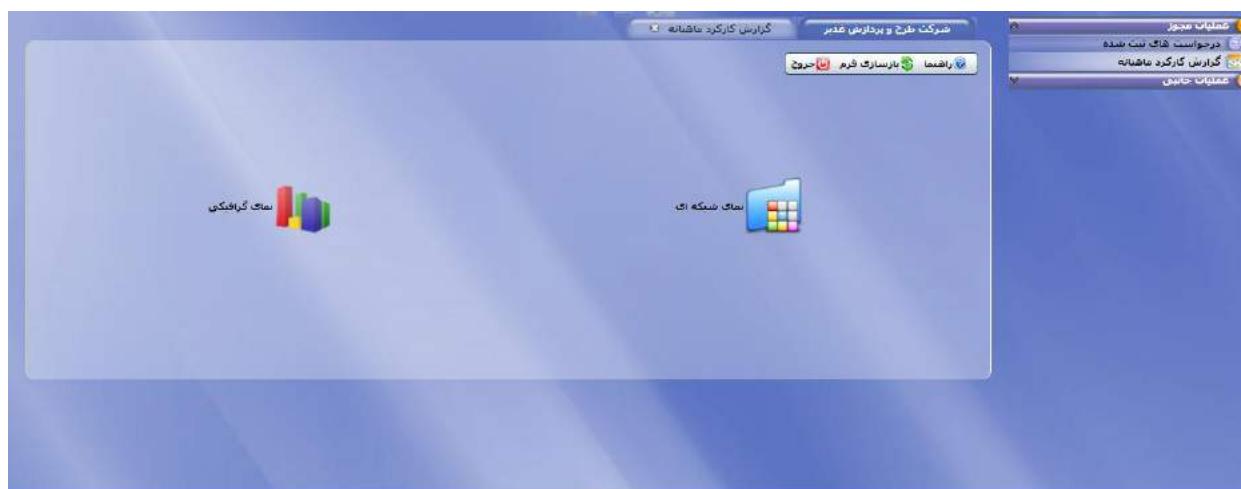 عملیات مجوز
درخواست های ثبت شده
گزارش کارکرد ماهیانه
عملیات جانبی
شرکت طرح و پردازش غدیر
گزارش کارکرد ماهیانه
راهنما بازسازی فرم خروج
نمای شبکه ای
نمای گرافیکی